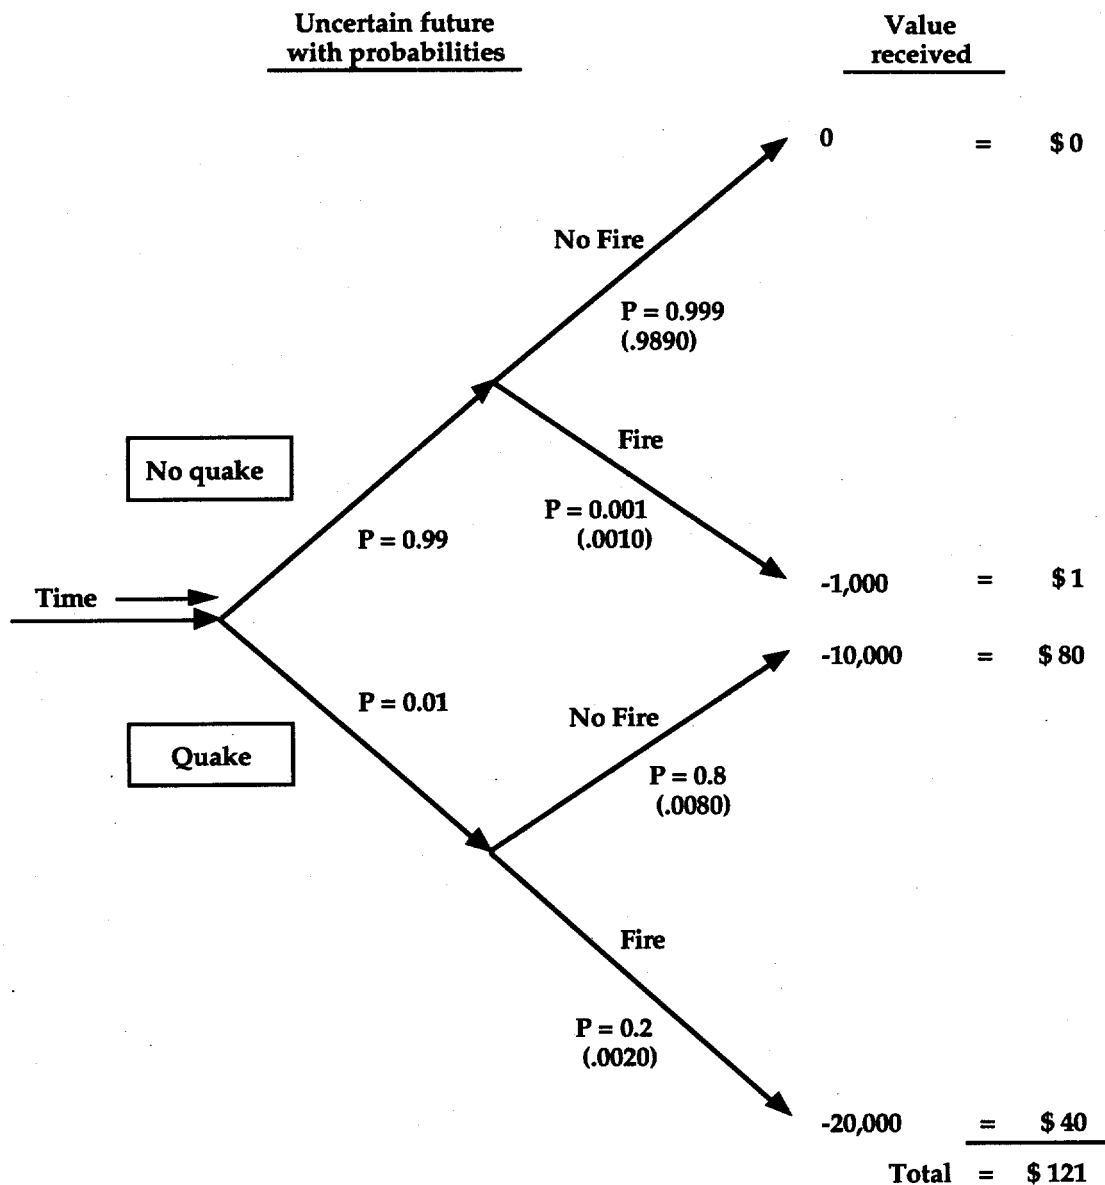 Uncertain future
with probabilities
Value
received
0 = $ 0
No Fire
P = 0.999
(.9890)
Fire
No quake
P = 0.001
(.0010)
P = 0.99
-1,000 = $ 1
Time
-10,000 = $ 80
P = 0.01
No Fire
Quake
P = 0.8
(.0080)
Fire
P = 0.2
(.0020)
-20,000 = $ 40
Total = $ 121